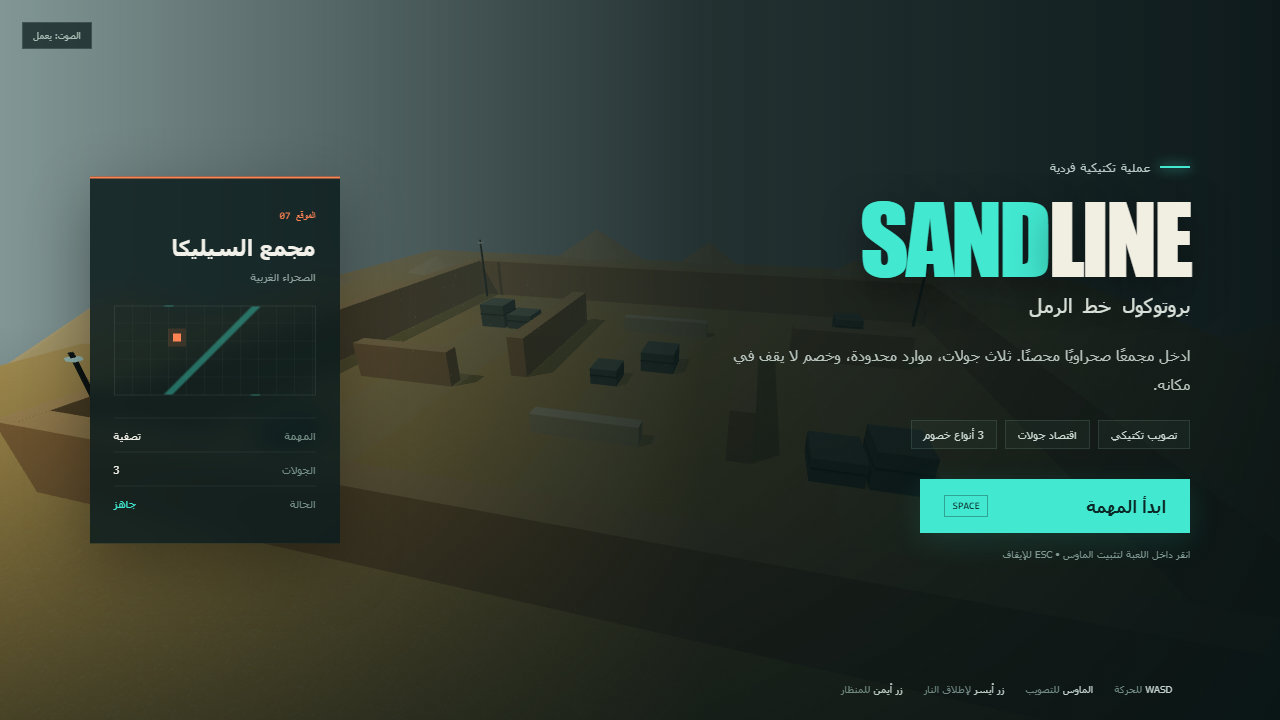 الصوت: يعمل
عملية تكتيكية فردية
SANDLINE
بروتوكول خط الرمل
ادخل مجمعًا صحراويًا محصنًا. ثلاث جولات، موارد محدودة، وخصم لا يقف في
مكانه.
تصويب تكتيكي
اقتصاد جولات
3 أنواع خصوم
ابدأ المهمة SPACE
انقر داخل اللعبة لتثبيت الماوس • ESC للإيقاف
الموقع 07
مجمع السيليكا
الصحراء الغربية
المهمة تصفية
الجولات 3
الحالة جاهز
WASD للحركة
الماوس للتصويب
زر أيسر لإطلاق النار
زر أيمن للمنظار